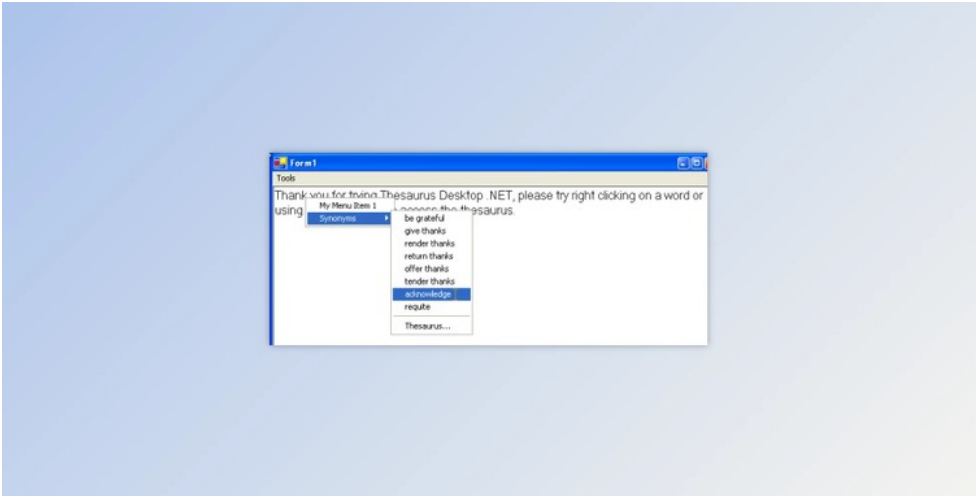 Form1
Tools
Thank you for trying Thesaurus Desktop .NET, please try right clicking on a word or
using access the thesaurus.
My Menu Item 1
Synonyms
be grateful
give thanks
render thanks
return thanks
offer thanks
tender thanks
acknowledge
requite
Thesaurus...